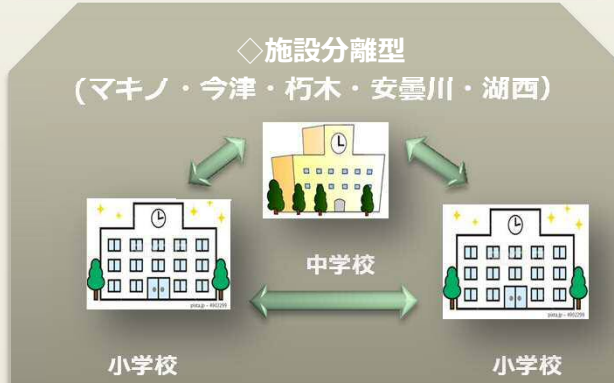 ◇施設分離型
(マキノ・今津・朽木・安曇川・湖西）
中学校
小学校
小学校